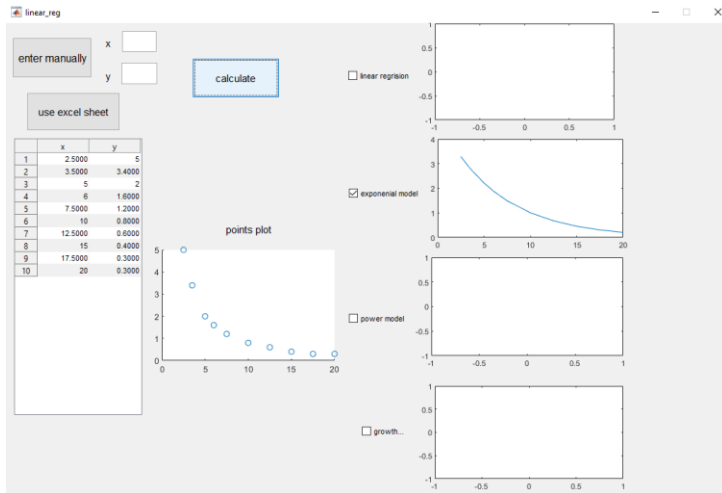 linear_reg
enter manually
x
y
calculate
use excel sheet
x y
1 2.5000 5
2 3.5000 3.4000
3 5 2
4 6 1.6000
5 7.5000 1.2000
6 10 0.8000
7 12.5000 0.6000
8 15 0.4000
9 17.5000 0.3000
10 20 0.3000
points plot
5
4
3
2
1
0
0 5 10 15 20
linear regrision
1
0.5
0
-0.5
-1
-1 -0.5 0 0.5 1
exponenial model
4
3
2
1
0
0 5 10 15 20
power model
1
0.5
0
-0.5
-1
-1 -0.5 0 0.5 1
growth...
1
0.5
0
-0.5
-1
-1 -0.5 0 0.5 1